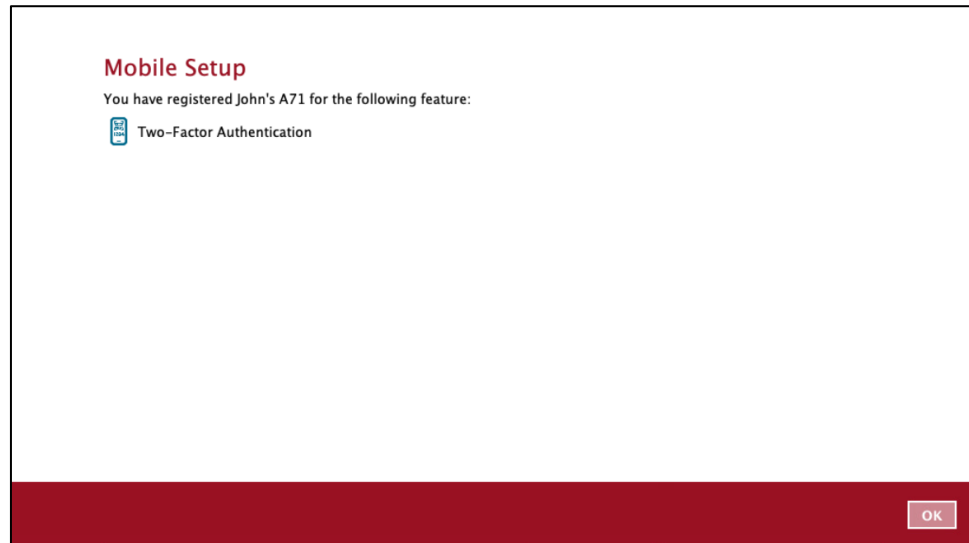 Mobile Setup
You have registered John's A71 for the following feature:
Two-Factor Authentication
OK